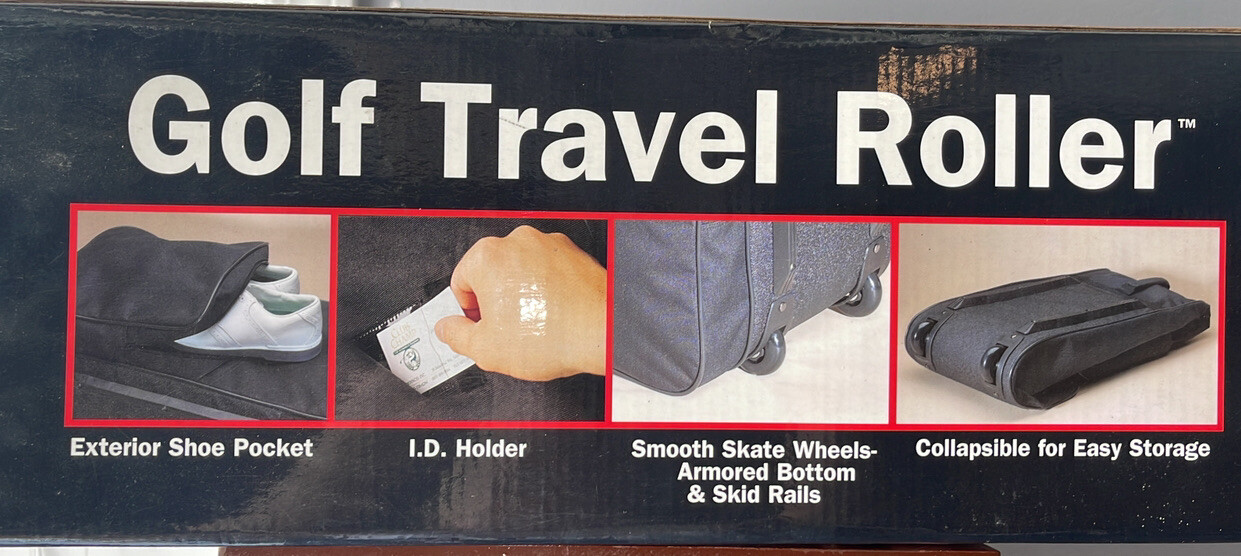 Golf Travel Roller™
Exterior Shoe Pocket
I.D. Holder
Smooth Skate Wheels-
Armored Bottom
& Skid Rails
Collapsible for Easy Storage